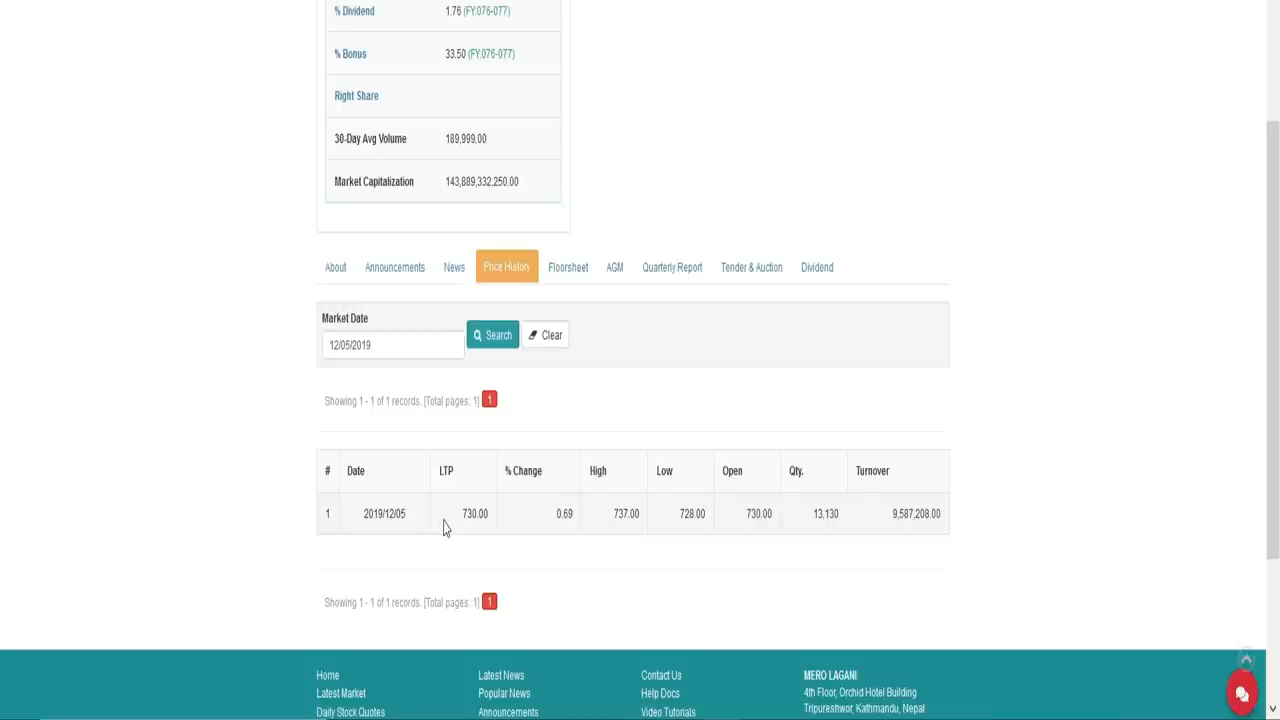 % Dividend 1.76 (FY:076-077)
% Bonus 33.50 (FY:076-077)
Right Share
30-Day Avg Volume 189,999.00
Market Capitalization 143,889,332,250.00
About Announcements News Price History Floorsheet AGM Quarterly Report Tender & Auction Dividend
Market Date
12/05/2019 Search Clear
Showing 1 - 1 of 1 records. [Total pages: 1] 1
# Date LTP % Change High Low Open Qty. Turnover
1 2019/12/05 730.00 0.69 737.00 728.00 730.00 13,130 9,587,208.00
Showing 1 - 1 of 1 records. [Total pages: 1] 1
Home Latest News Contact Us MERO LAGANI
Latest Market Popular News Help Docs 4th Floor, Orchid Hotel Building
Daily Stock Quotes Announcements Video Tutorials Tripureshwor, Kathmandu, Nepal